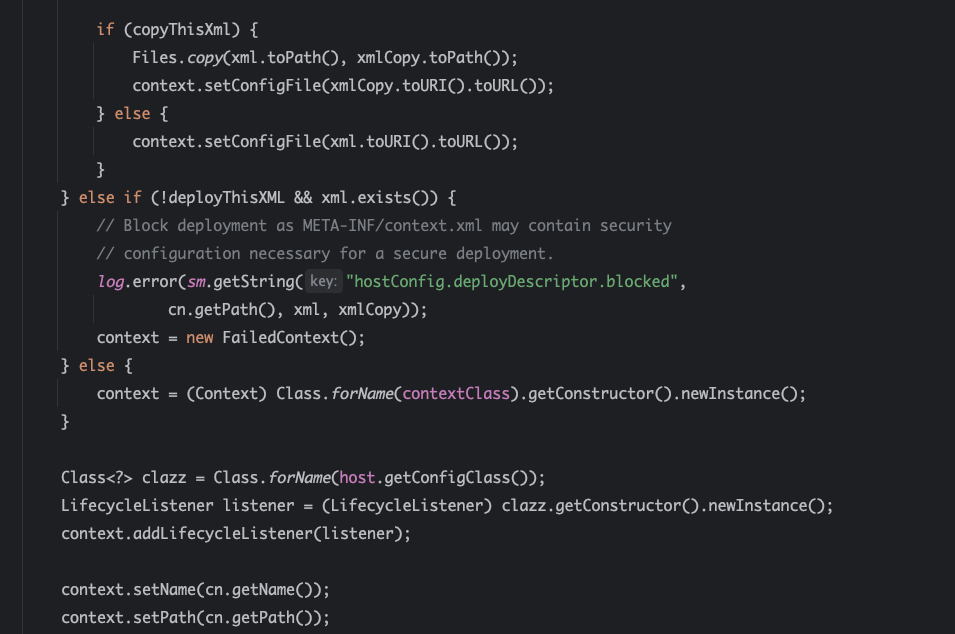 if (copyThisXml) {
Files.copy(xml.toPath(), xmlCopy.toPath());
context.setConfigFile(xmlCopy.toURI().toURL());
} else {
context.setConfigFile(xml.toURI().toURL());
}
} else if (!deployThisXML && xml.exists()) {
// Block deployment as META-INF/context.xml may contain security
// configuration necessary for a secure deployment.
log.error(sm.getString( key: "hostConfig.deployDescriptor.blocked",
cn.getPath(), xml, xmlCopy));
context = new FailedContext();
} else {
context = (Context) Class.forName(contextClass).getConstructor().newInstance();
}
Class<?> clazz = Class.forName(host.getConfigClass());
LifecycleListener listener = (LifecycleListener) clazz.getConstructor().newInstance();
context.addLifecycleListener(listener);
context.setName(cn.getName());
context.setPath(cn.getPath());